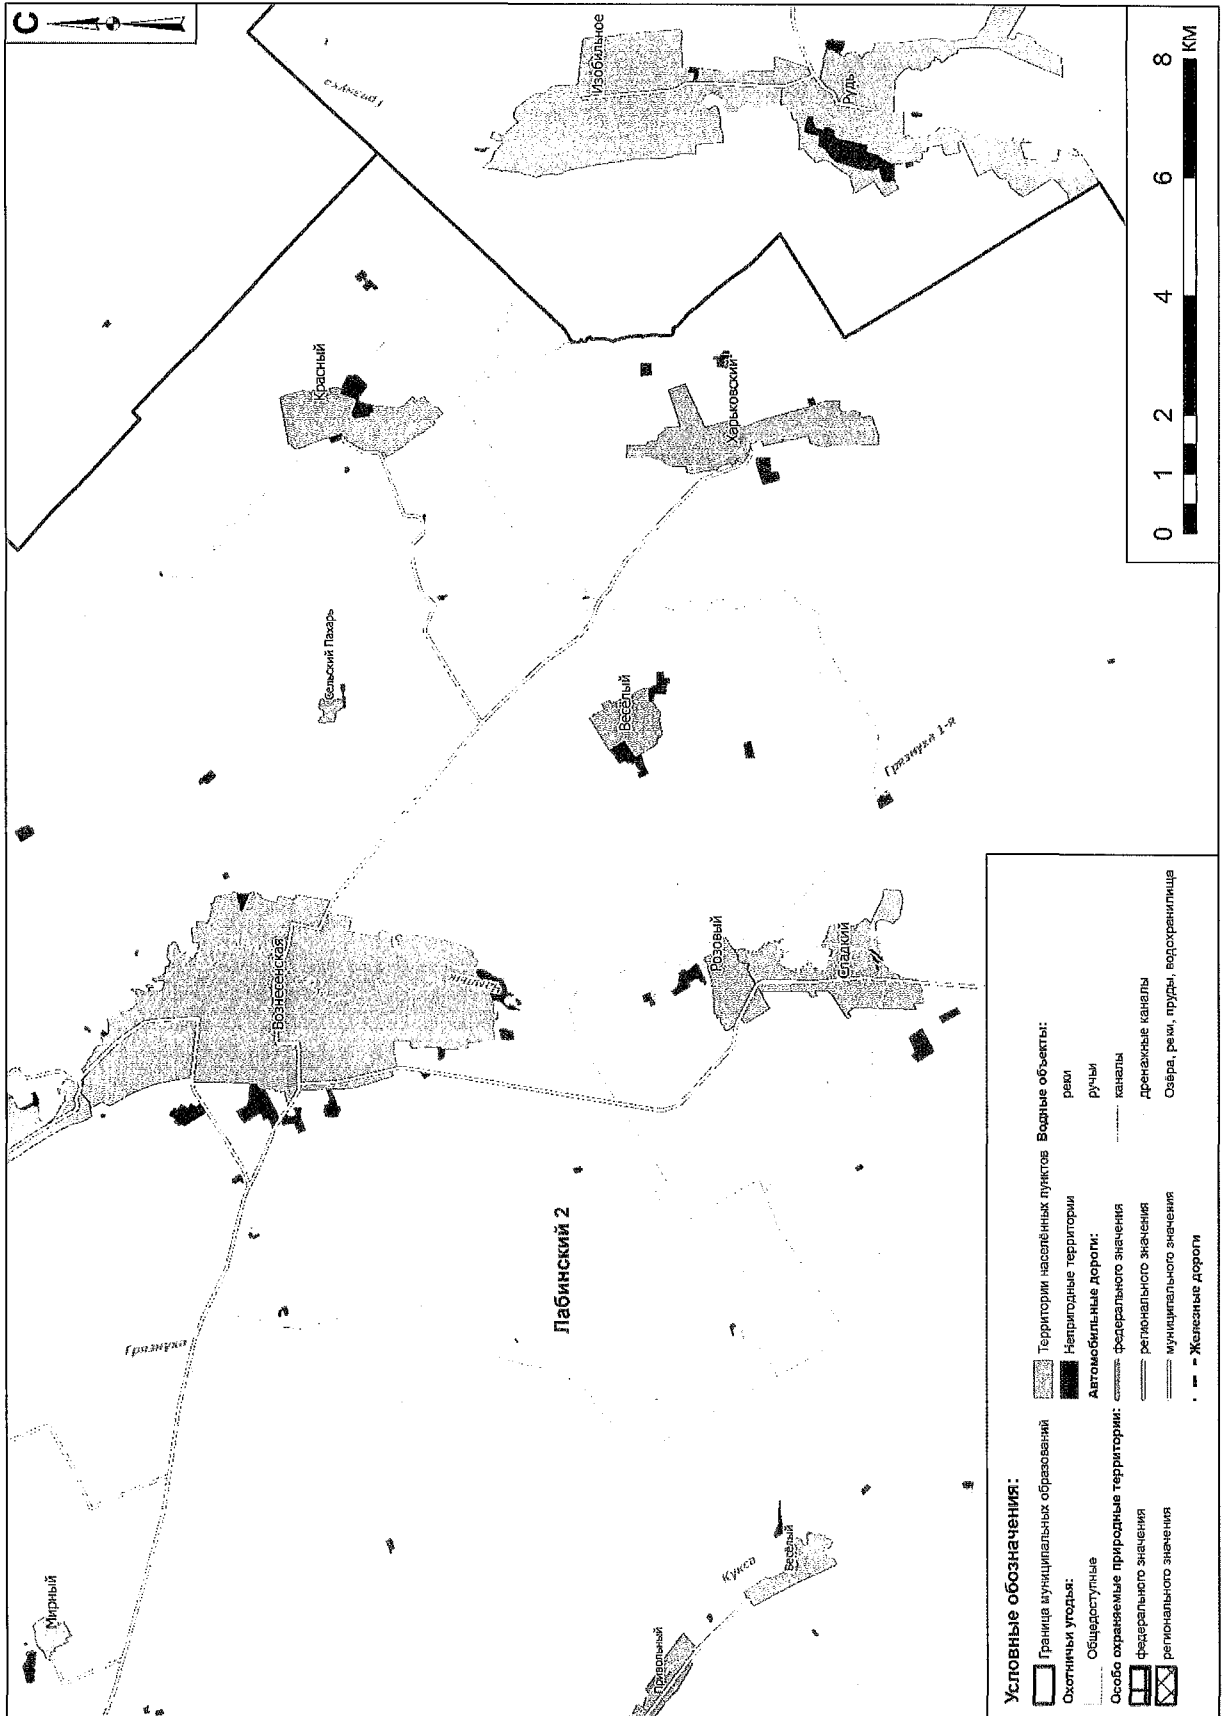 С
Мирный
Грязнуха
Вознесенская
Сельский Пахарь
Красный
Грязнуха
Изобильное
Привольный
Кукса
Весёлый
Лабинский 2
Розовый
Сладкий
Весёлый
Грязнуха 1-я
Харьковский
Рудь
Условные обозначения:
Граница муниципальных образований
Охотничьи угодья:
Общедоступные
Особо охраняемые природные территории:
федерального значения
регионального значения
Территории населённых пунктов
Непригодные территории
Автомобильные дороги:
федерального значения
регионального значения
муниципального значения
Железные дороги
Водные объекты:
реки
ручьи
каналы
дренажные каналы
Озёра, реки, пруды, водохранилища
0 1 2 4 6 8
КМ